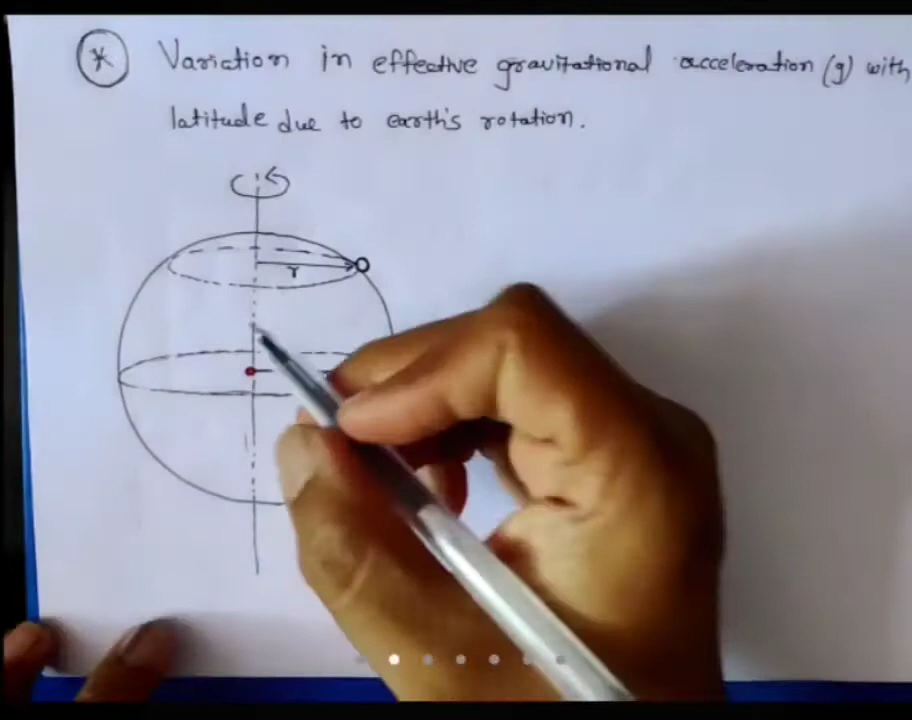 * Variation in effective gravitational acceleration (g) with
latitude due to earth's rotation.
r